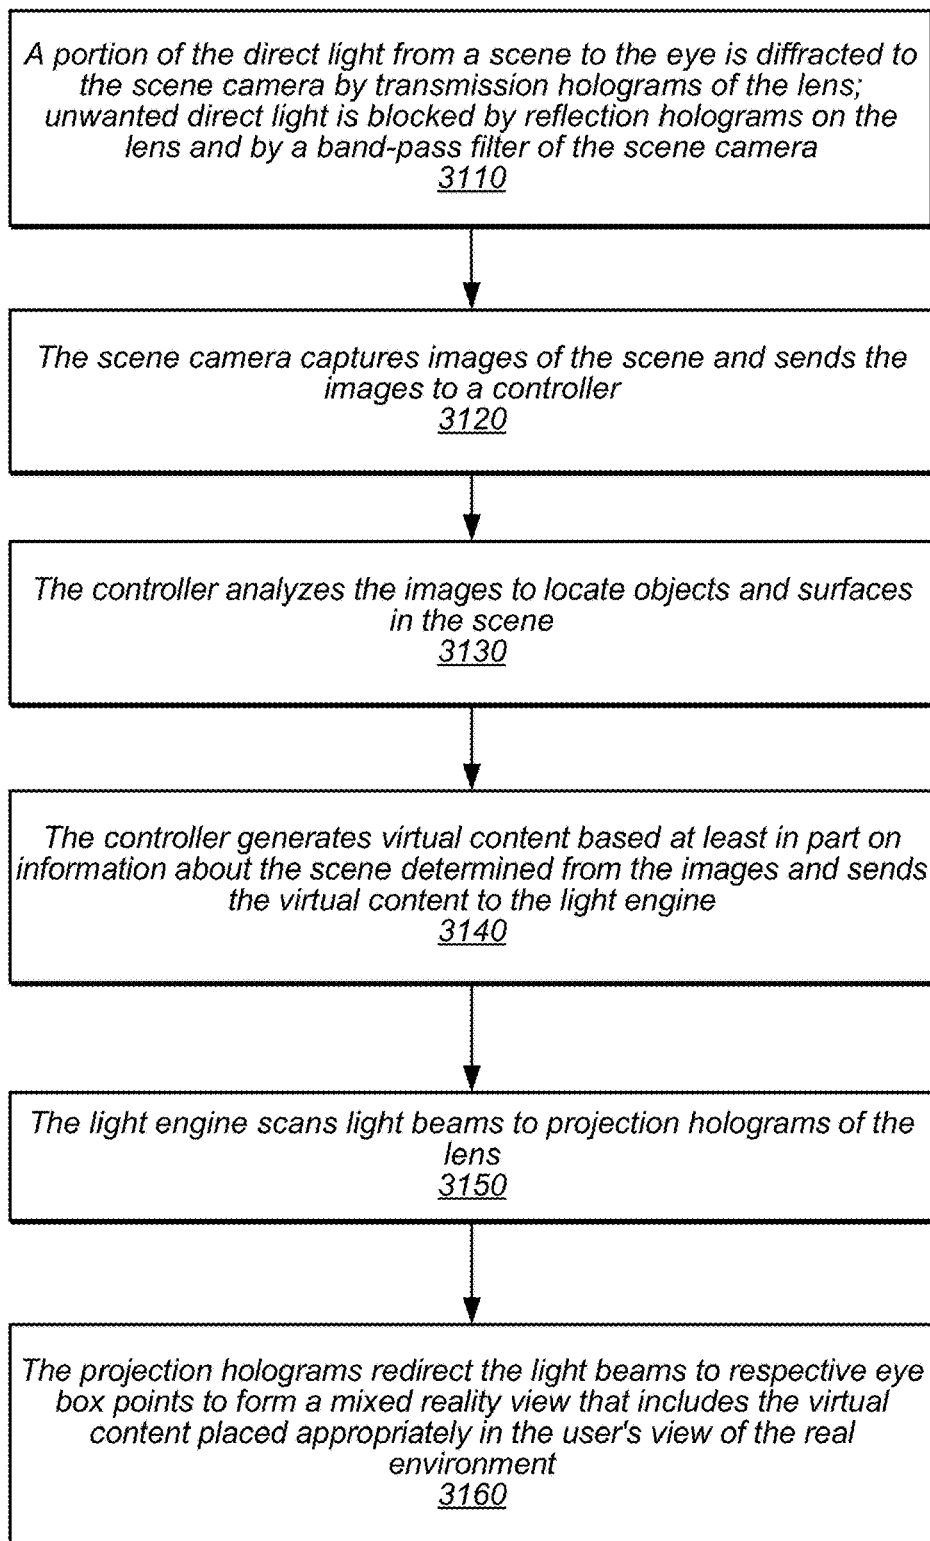 A portion of the direct light from a scene to the eye is diffracted to
the scene camera by transmission holograms of the lens;
unwanted direct light is blocked by reflection holograms on the
lens and by a band-pass filter of the scene camera
3110
The scene camera captures images of the scene and sends the
images to a controller
3120
The controller analyzes the images to locate objects and surfaces
in the scene
3130
The controller generates virtual content based at least in part on
information about the scene determined from the images and sends
the virtual content to the light engine
3140
The light engine scans light beams to projection holograms of the
lens
3150
The projection holograms redirect the light beams to respective eye
box points to form a mixed reality view that includes the virtual
content placed appropriately in the user's view of the real
environment
3160